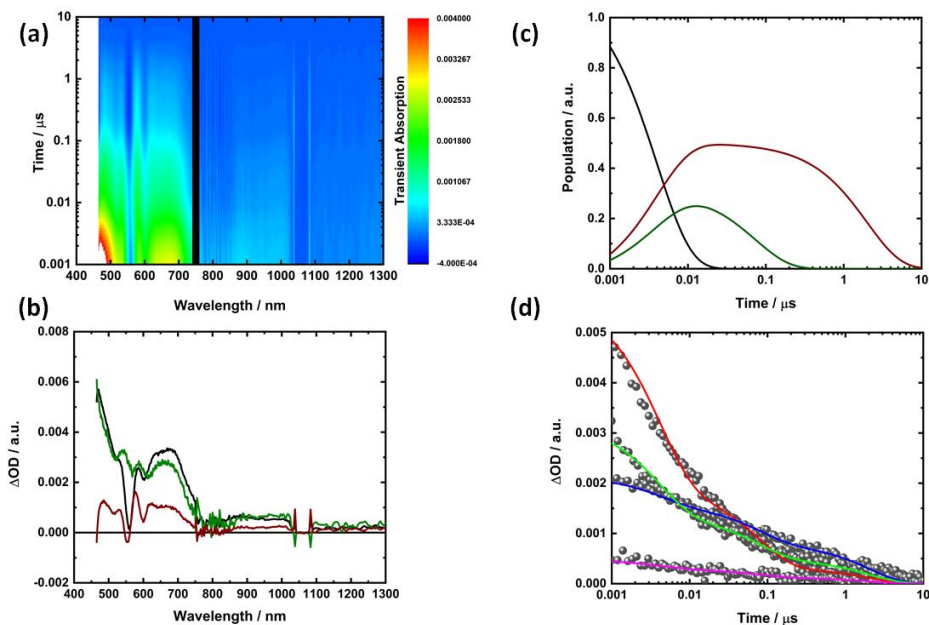 (a)
10
1
0.1
0.01
0.001
Time / μs
400 500 600 700 800 900 1000 1100 1200 1300
Wavelength / nm
0.004000
0.003267
0.002533
0.001800
0.001067
3.333E-04
-4.000E-04
Transient Absorption
(c)
1.0
0.8
0.6
0.4
0.2
0.0
Population / a.u.
0.001 0.01 0.1 1 10
Time / μs
(b)
0.008
0.006
0.004
0.002
0.000
-0.002
ΔOD / a.u.
400 500 600 700 800 900 1000 1100 1200 1300
Wavelength / nm
(d)
0.005
0.004
0.003
0.002
0.001
0.000
ΔOD / a.u.
0.001 0.01 0.1 1 10
Time / μs